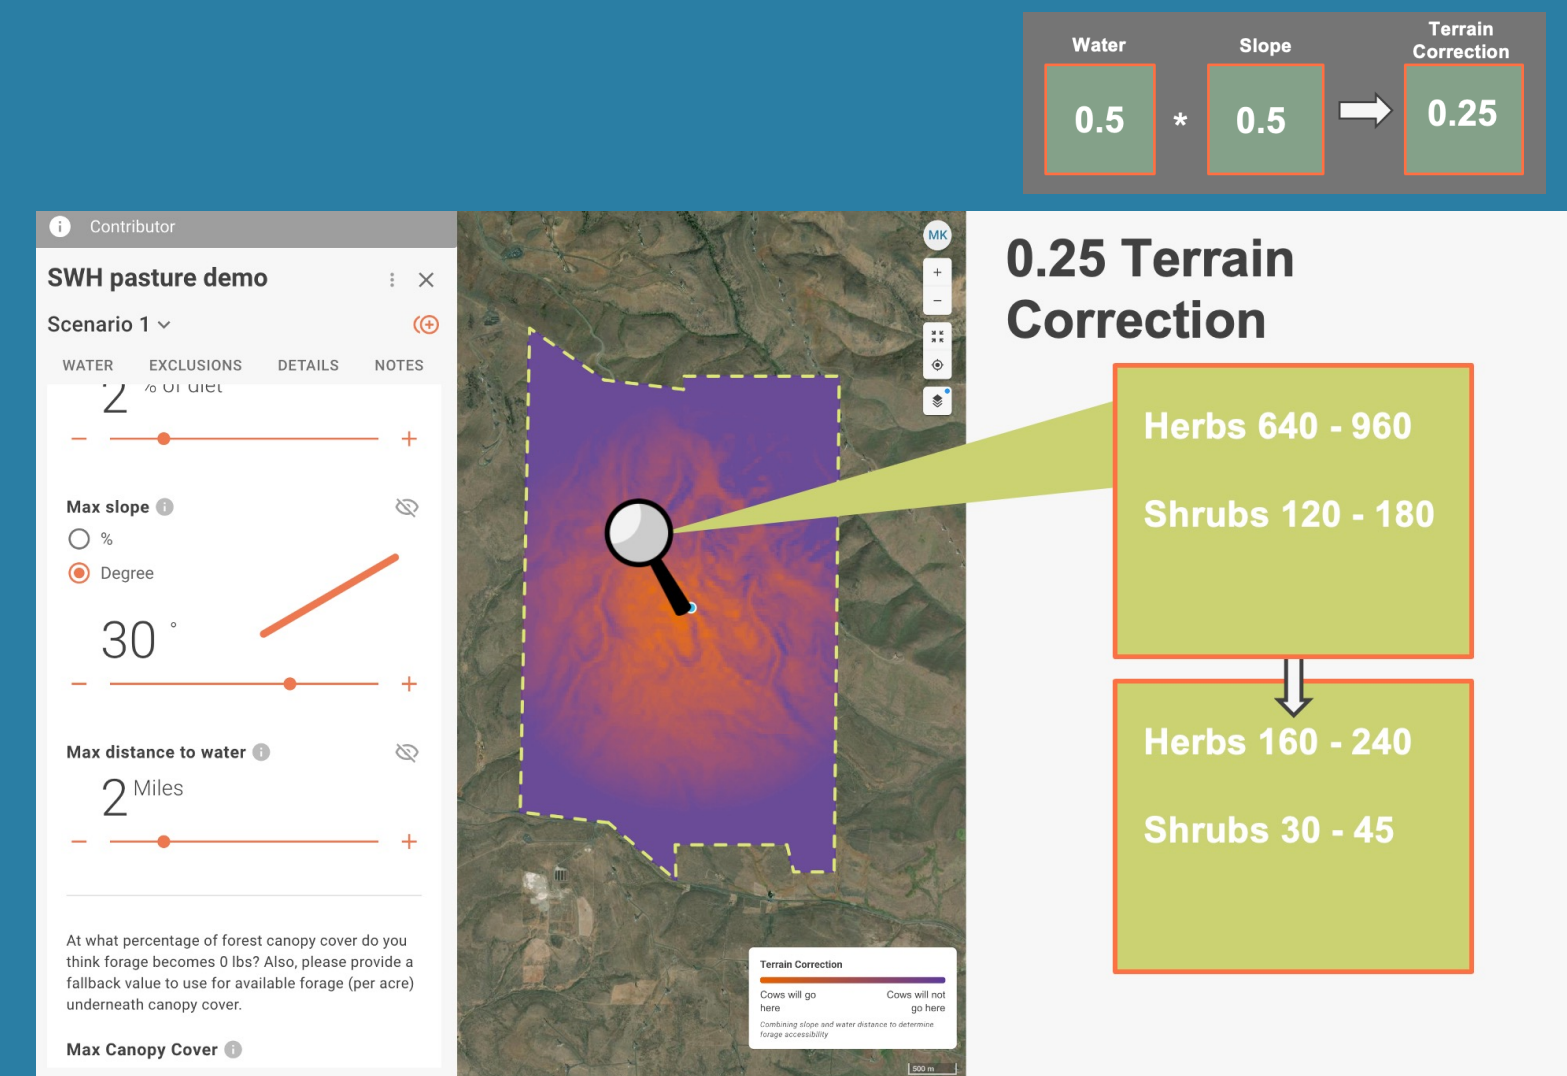 Water
Slope
Terrain
Correction
0.5
*
0.5
0.25
Contributor
SWH pasture demo
Scenario 1
WATER
EXCLUSIONS
DETAILS
NOTES
2 % of diet
Max slope
%
Degree
30 °
Max distance to water
2 Miles
At what percentage of forest canopy cover do you
think forage becomes 0 lbs? Also, please provide a
fallback value to use for available forage (per acre)
underneath canopy cover.
Max Canopy Cover
MK
+
−
Terrain Correction
Cows will go
here
Cows will not
go here
Combining slope and water distance to determine
forage accessibility
500 m
0.25 Terrain
Correction
Herbs 640 - 960
Shrubs 120 - 180
Herbs 160 - 240
Shrubs 30 - 45